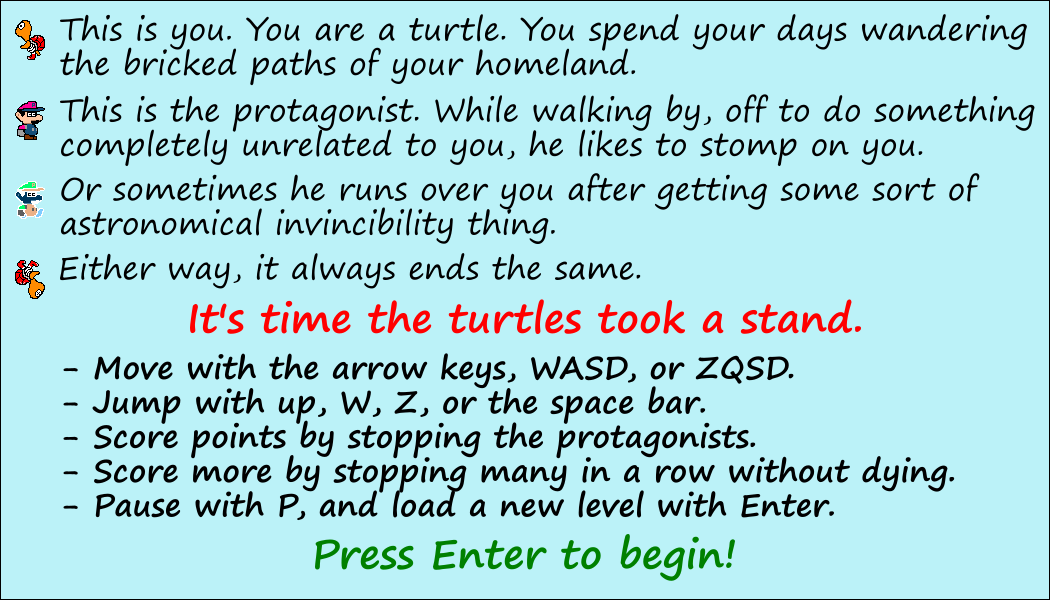 This is you. You are a turtle. You spend your days wandering
the bricked paths of your homeland.
This is the protagonist. While walking by, off to do something
completely unrelated to you, he likes to stomp on you.
Or sometimes he runs over you after getting some sort of
astronomical invincibility thing.
Either way, it always ends the same.
It's time the turtles took a stand.
- Move with the arrow keys, WASD, or ZQSD.
- Jump with up, W, Z, or the space bar.
- Score points by stopping the protagonists.
- Score more by stopping many in a row without dying.
- Pause with P, and load a new level with Enter.
Press Enter to begin!